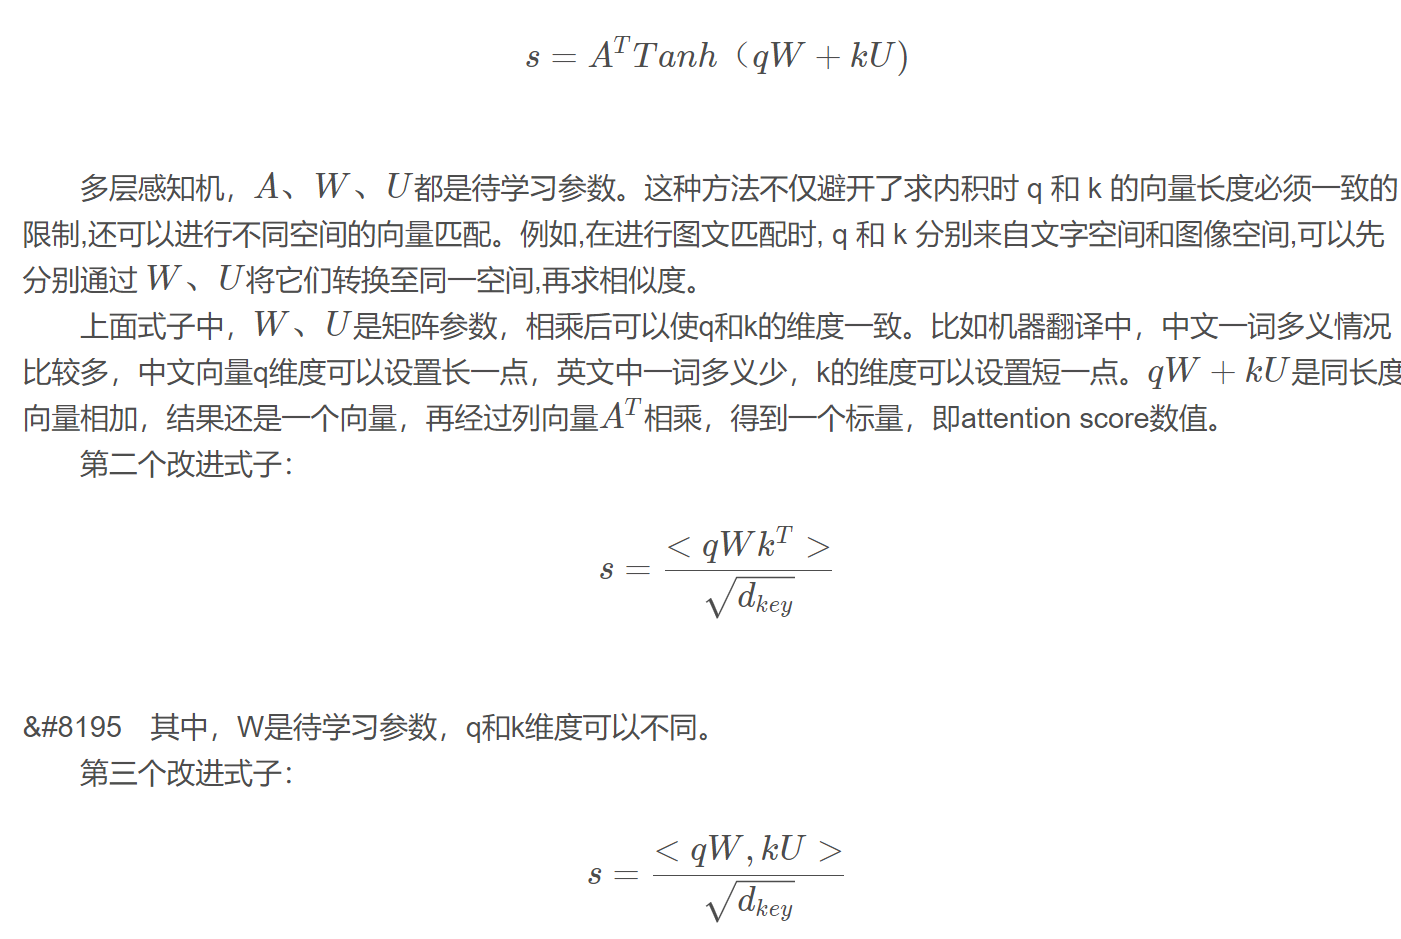 s = A^T Tanh（qW + kU)
多层感知机，A、W、U都是待学习参数。这种方法不仅避开了求内积时 q 和 k 的向量长度必须一致的
限制,还可以进行不同空间的向量匹配。例如,在进行图文匹配时, q 和 k 分别来自文字空间和图像空间,可以先
分别通过 W、U将它们转换至同一空间,再求相似度。
上面式子中，W、U是矩阵参数，相乘后可以使q和k的维度一致。比如机器翻译中，中文一词多义情况
比较多，中文向量q维度可以设置长一点，英文中一词多义少，k的维度可以设置短一点。qW + kU是同长度
向量相加，结果还是一个向量，再经过列向量A^T相乘，得到一个标量，即attention score数值。
第二个改进式子：
s = \frac{< qWk^T >}{\sqrt{d_{key}}}
&#8195 其中，W是待学习参数，q和k维度可以不同。
第三个改进式子：
s = \frac{< qW, kU >}{\sqrt{d_{key}}}